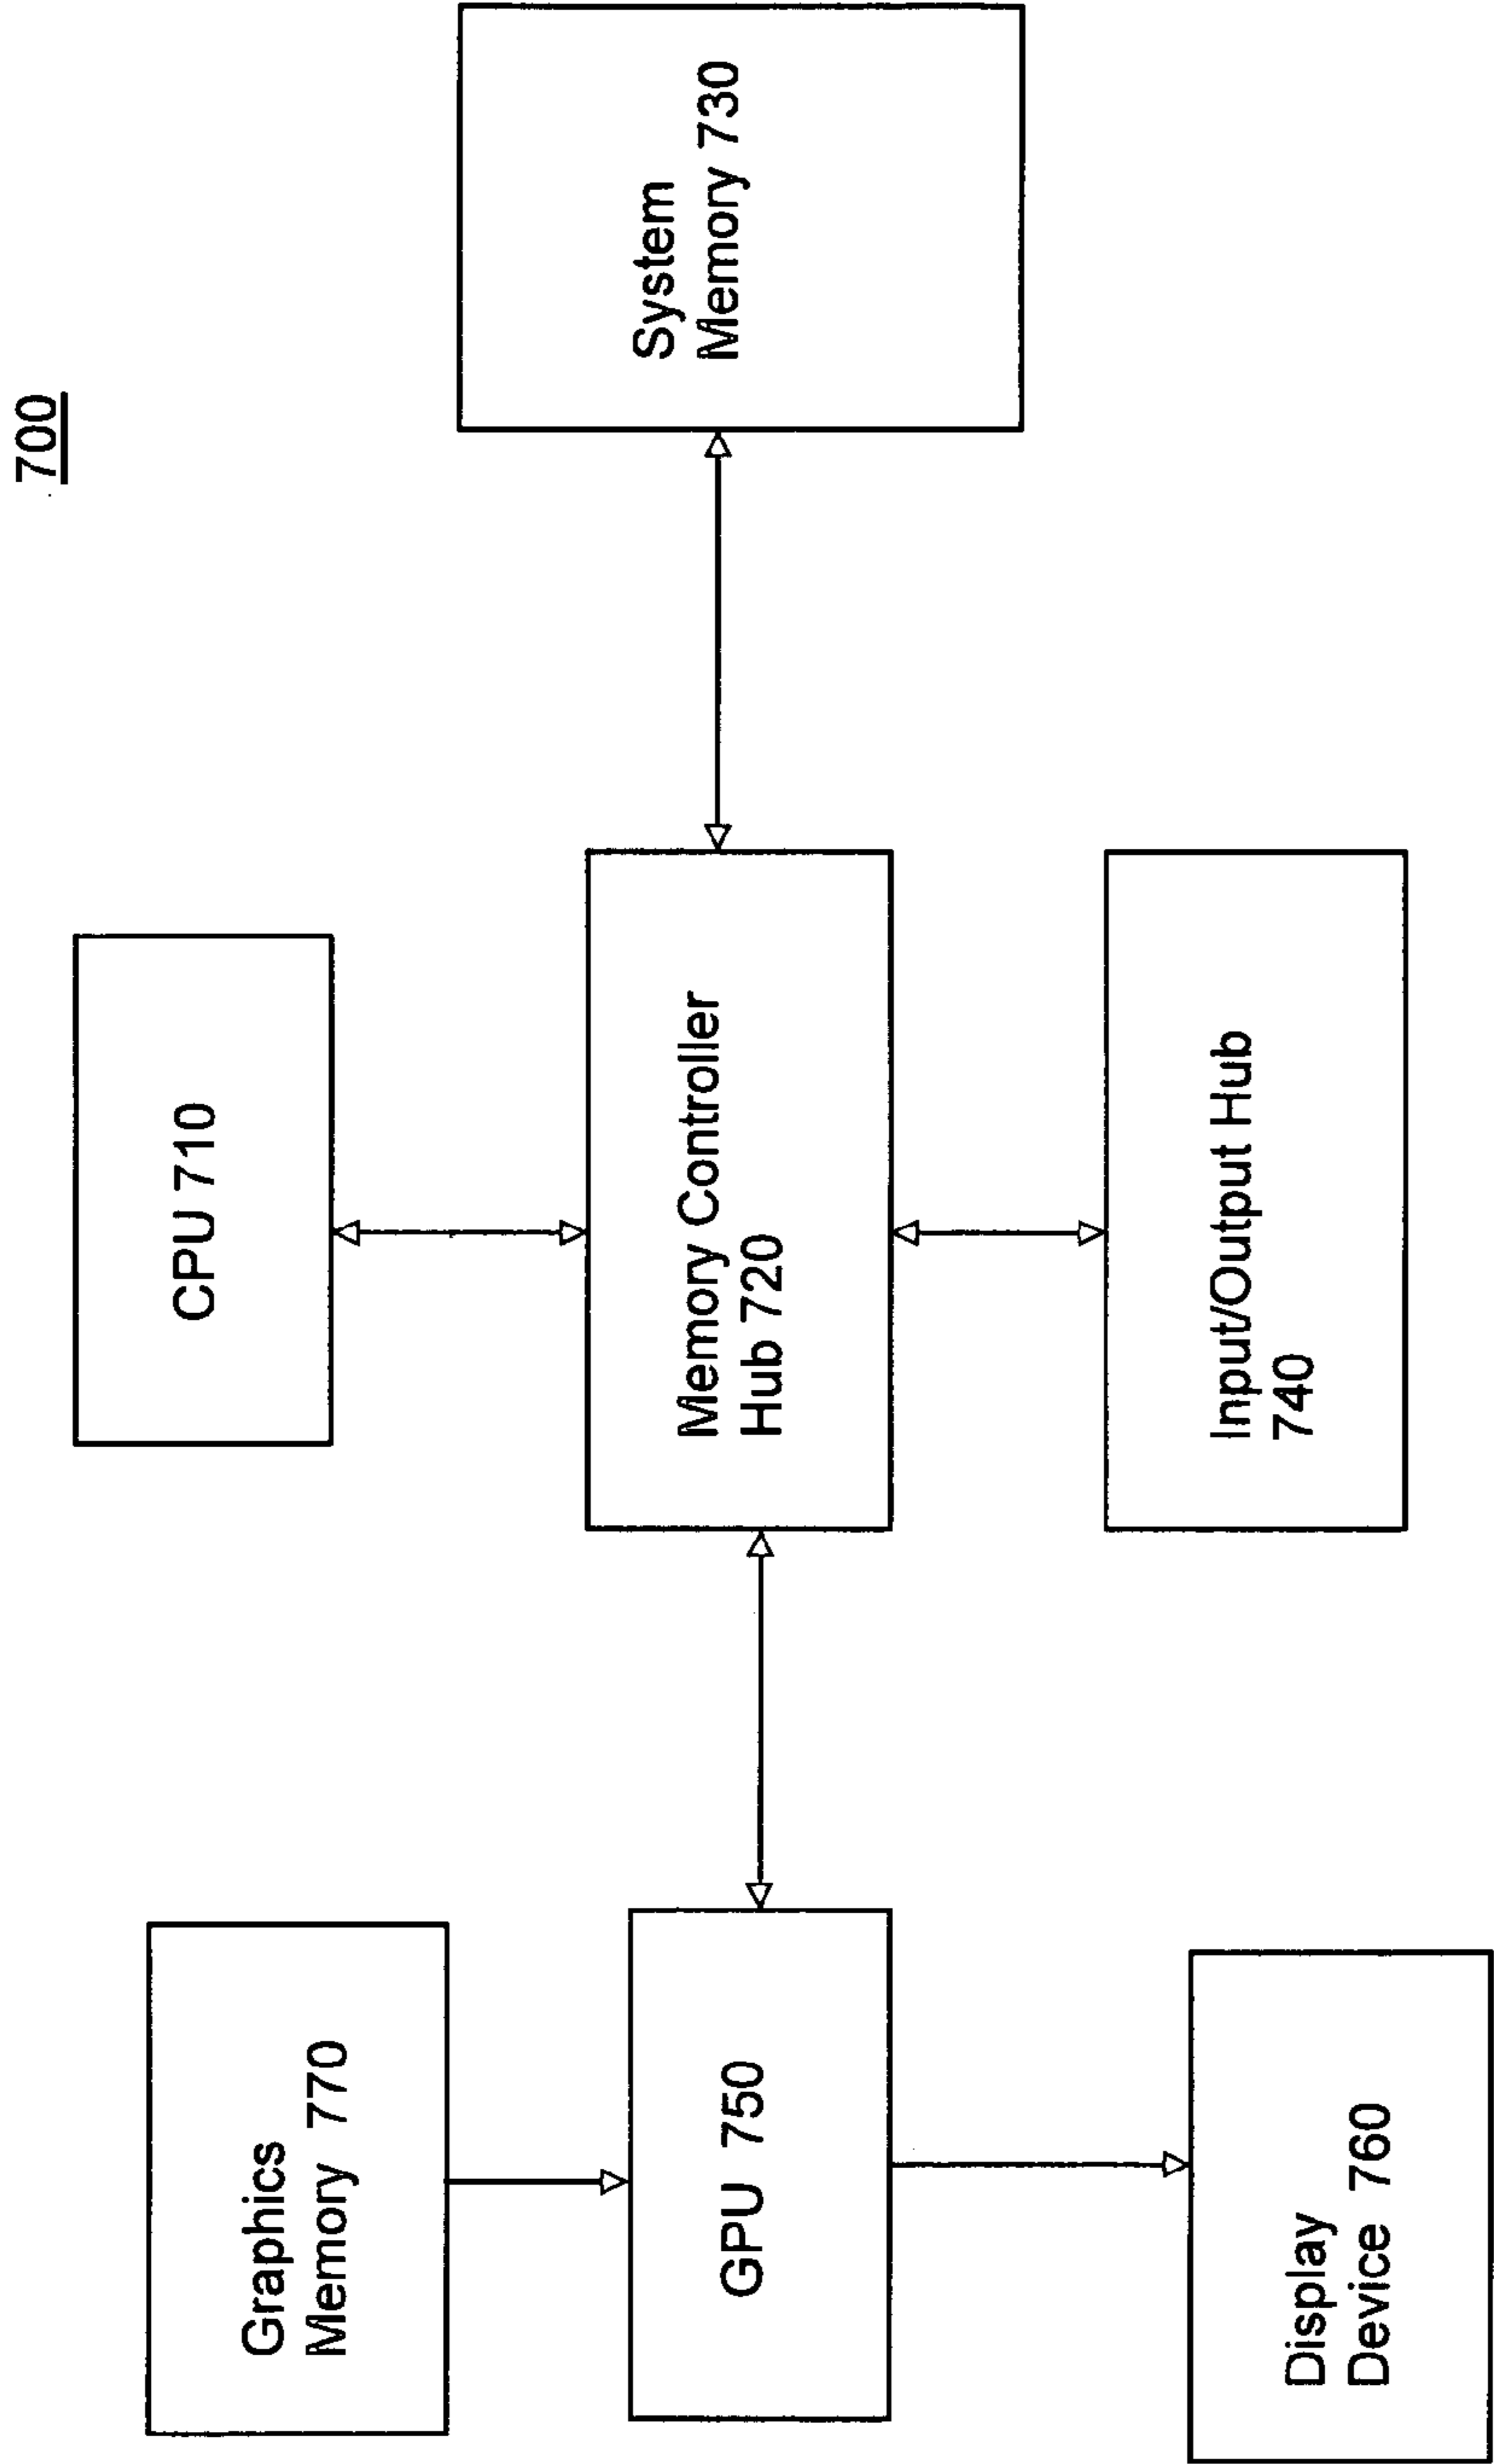 700
Graphics
Memory 770
CPU 710
GPU 750
Memory Controller
Hub 720
System
Memory 730
Display
Device 760
Input/Output Hub
740